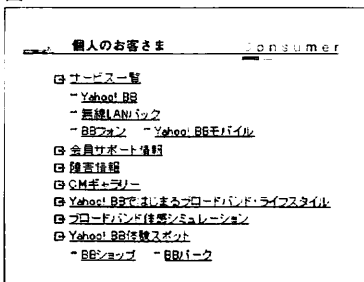 個人のお客さま Consumer
サービス一覧
Yahoo! BB
無線LANパック
BBフォン Yahoo! BBモバイル
会員サポート情報
障害情報
CMギャラリー
Yahoo! BBではじまるブロードバンド・ライフスタイル
ブロードバンド体感シミュレーション
Yahoo! BB体験スポット
BBショップ BBパーク